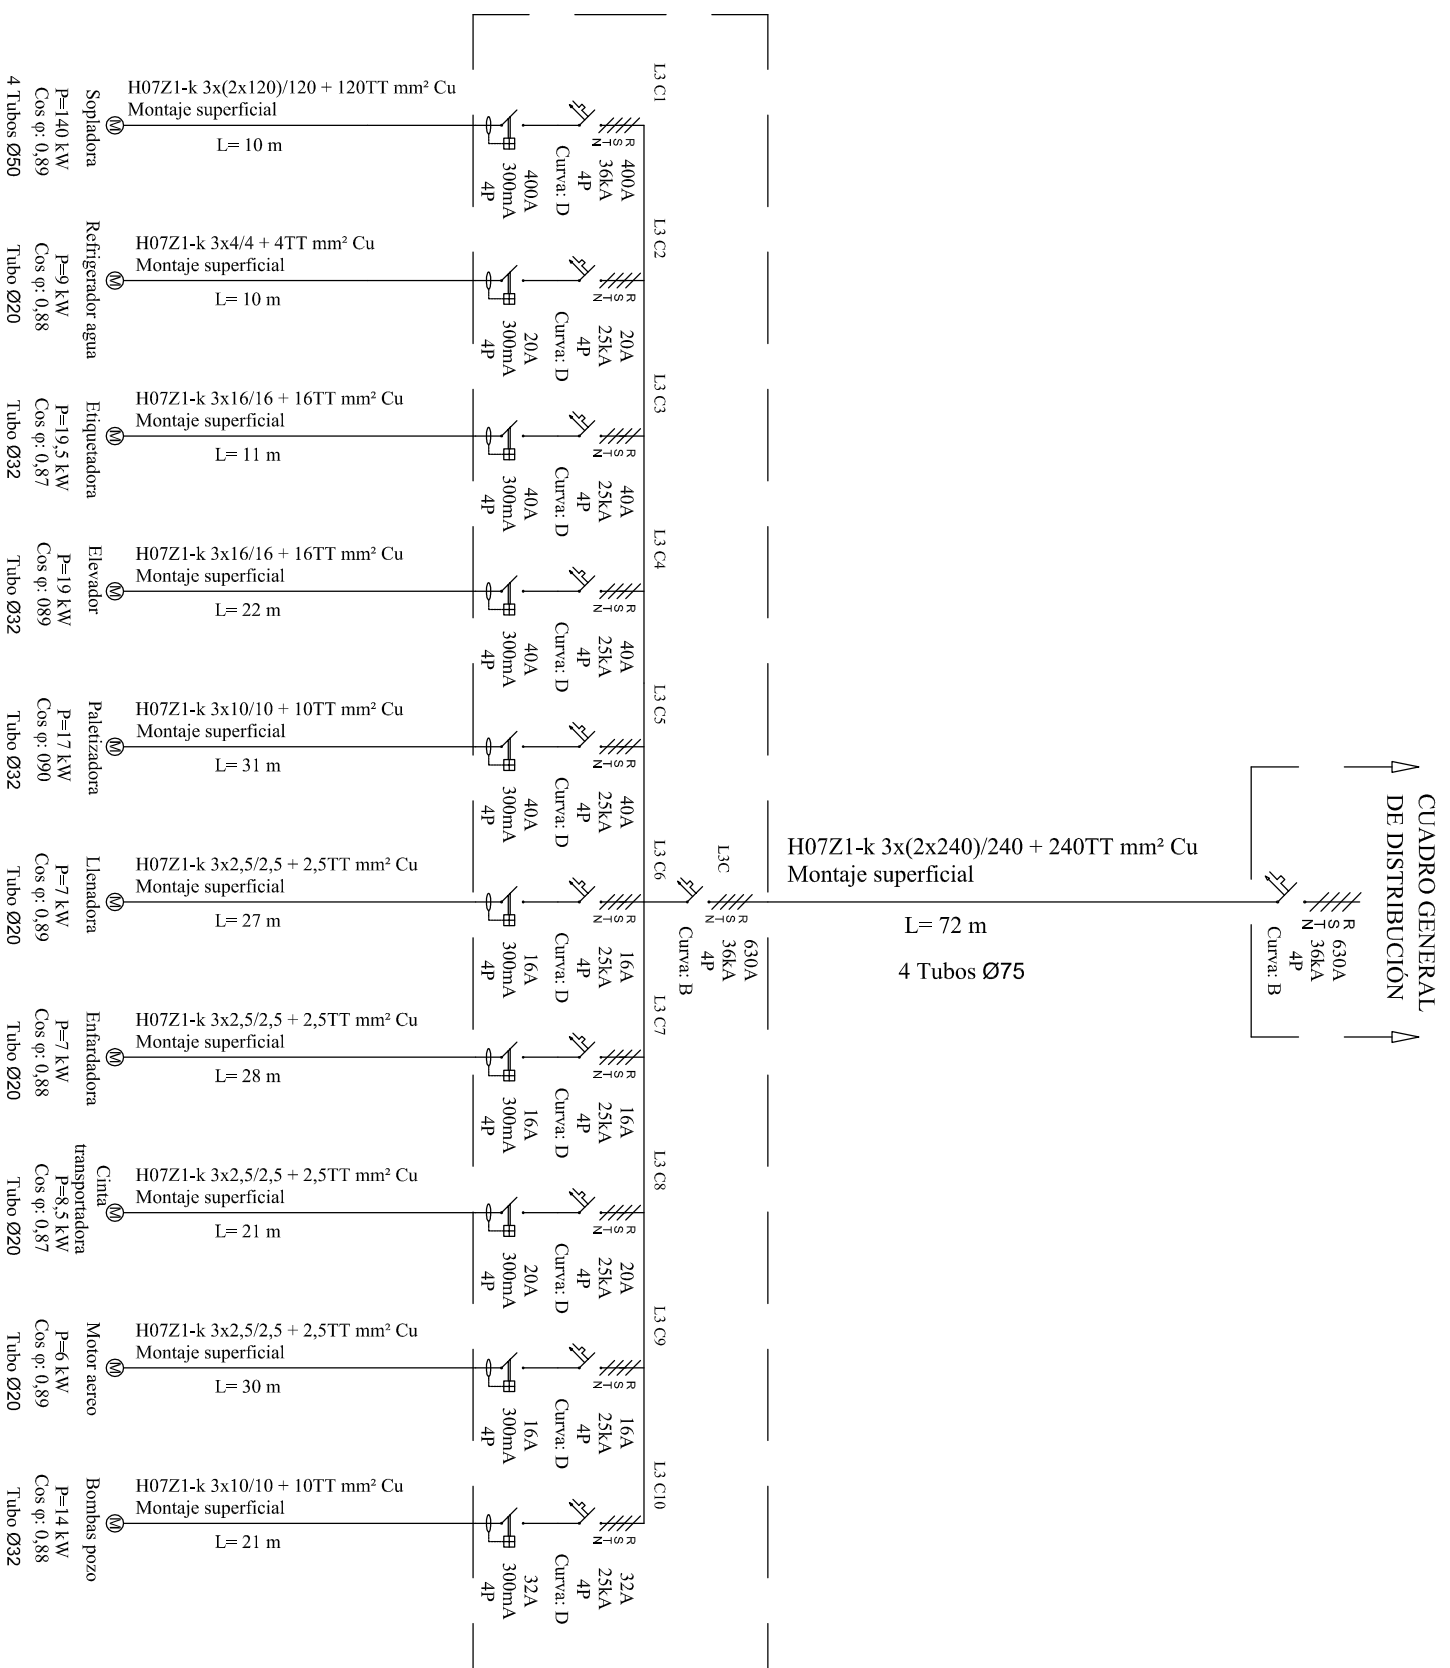 CUADRO GENERAL
DE DISTRIBUCIÓN
R
S
T
N
630A
36kA
4P
Curva: B
H07Z1-k 3x(2x240)/240 + 240TT mm² Cu
Montaje superficial
L= 72 m
4 Tubos Ø75
L3C
R
S
T
N
630A
36kA
4P
Curva: B
L3 C1
R
S
T
N
400A
36kA
4P
Curva: D
400A
300mA
4P
H07Z1-k 3x(2x120)/120 + 120TT mm² Cu
Montaje superficial
L= 10 m
M
Sopladora
P=140 kW
Cos φ: 0,89
4 Tubos Ø50
L3 C2
R
S
T
N
20A
25kA
4P
Curva: D
20A
300mA
4P
H07Z1-k 3x4/4 + 4TT mm² Cu
Montaje superficial
L= 10 m
M
Refrigerador agua
P=9 kW
Cos φ: 0,88
Tubo Ø20
L3 C3
R
S
T
N
40A
25kA
4P
Curva: D
40A
300mA
4P
H07Z1-k 3x16/16 + 16TT mm² Cu
Montaje superficial
L= 11 m
M
Etiquetadora
P=19,5 kW
Cos φ: 0,87
Tubo Ø32
L3 C4
R
S
T
N
40A
25kA
4P
Curva: D
40A
300mA
4P
H07Z1-k 3x16/16 + 16TT mm² Cu
Montaje superficial
L= 22 m
M
Elevador
P=19 kW
Cos φ: 089
Tubo Ø32
L3 C5
R
S
T
N
40A
25kA
4P
Curva: D
40A
300mA
4P
H07Z1-k 3x10/10 + 10TT mm² Cu
Montaje superficial
L= 31 m
M
Paletizadora
P=17 kW
Cos φ: 090
Tubo Ø32
L3 C6
R
S
T
N
16A
25kA
4P
Curva: D
16A
300mA
4P
H07Z1-k 3x2,5/2,5 + 2,5TT mm² Cu
Montaje superficial
L= 27 m
M
Llenadora
P=7 kW
Cos φ: 0,89
Tubo Ø20
L3 C7
R
S
T
N
16A
25kA
4P
Curva: D
16A
300mA
4P
H07Z1-k 3x2,5/2,5 + 2,5TT mm² Cu
Montaje superficial
L= 28 m
M
Enfardadora
P=7 kW
Cos φ: 0,88
Tubo Ø20
L3 C8
R
S
T
N
20A
25kA
4P
Curva: D
20A
300mA
4P
H07Z1-k 3x2,5/2,5 + 2,5TT mm² Cu
Montaje superficial
L= 21 m
M
Cinta
transportadora
P=8,5 kW
Cos φ: 0,87
Tubo Ø20
L3 C9
R
S
T
N
16A
25kA
4P
Curva: D
16A
300mA
4P
H07Z1-k 3x2,5/2,5 + 2,5TT mm² Cu
Montaje superficial
L= 30 m
M
Motor aereo
P=6 kW
Cos φ: 0,89
Tubo Ø20
L3 C10
R
S
T
N
32A
25kA
4P
Curva: D
32A
300mA
4P
H07Z1-k 3x10/10 + 10TT mm² Cu
Montaje superficial
L= 21 m
M
Bombas pozo
P=14 kW
Cos φ: 0,88
Tubo Ø32